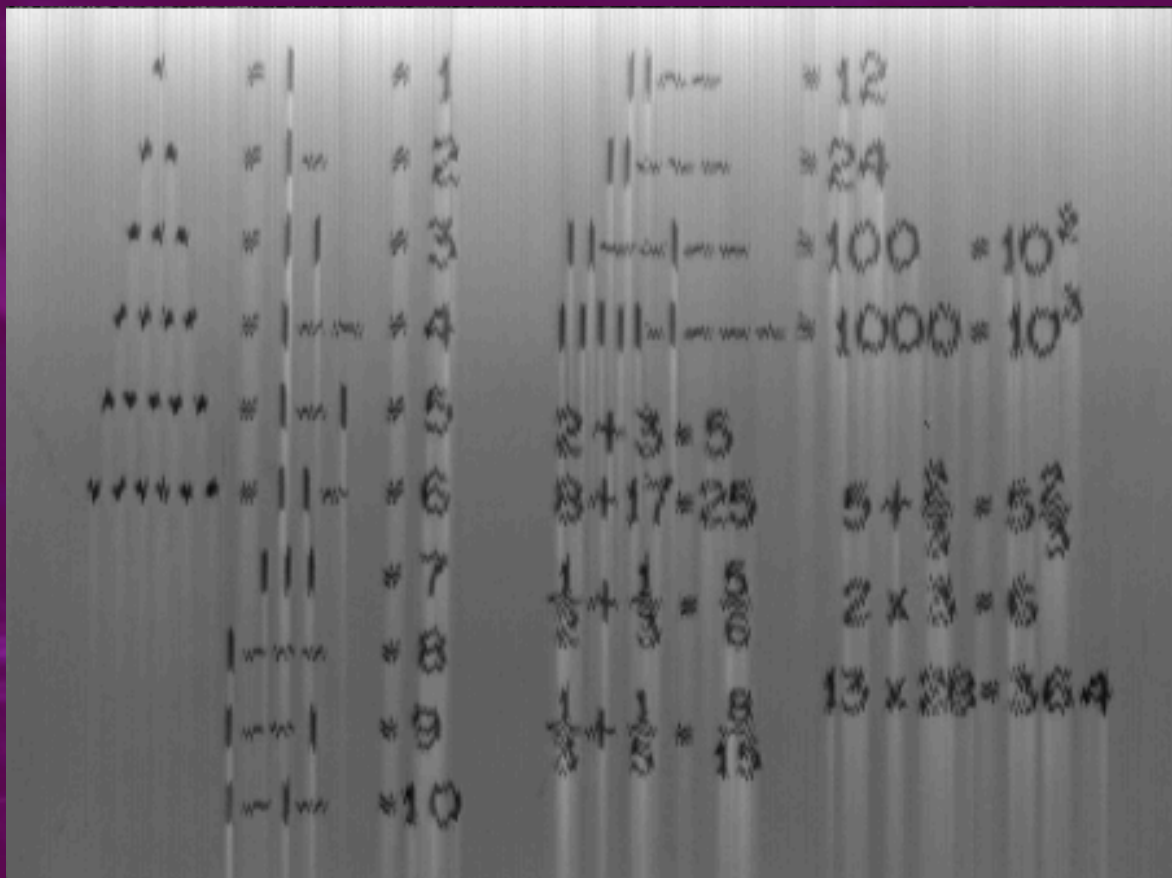 • = | = 1
•• = |– = 2
••• = || = 3
•••• = |–– = 4
••••• = |–| = 5
•••••• = ||– = 6
||| = 7
|––– = 8
|––| = 9
|–|– = 10
||–– = 12
||––– = 24
||––|–– = 100 = 10²
|||||–|––– = 1000 = 10³
2 + 3 = 5
8 + 17 = 25
1/2 + 1/3 = 5/6
1/3 + 1/5 = 8/15
5 + 2/3 = 5 2/3
2 x 3 = 6
13 x 28 = 364